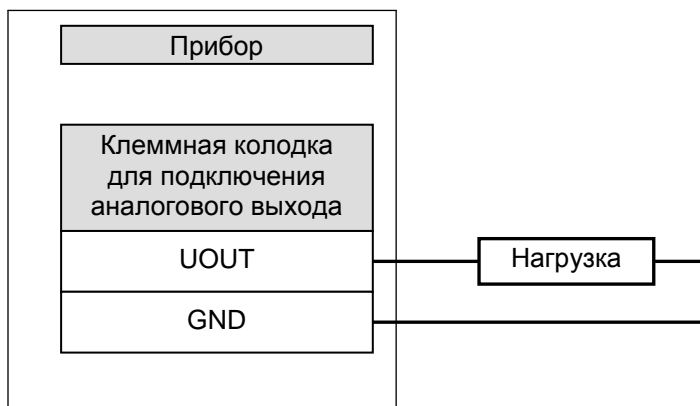 Прибор
Клеммная колодка
для подключения
аналогового выхода
UOUT
Нагрузка
GND